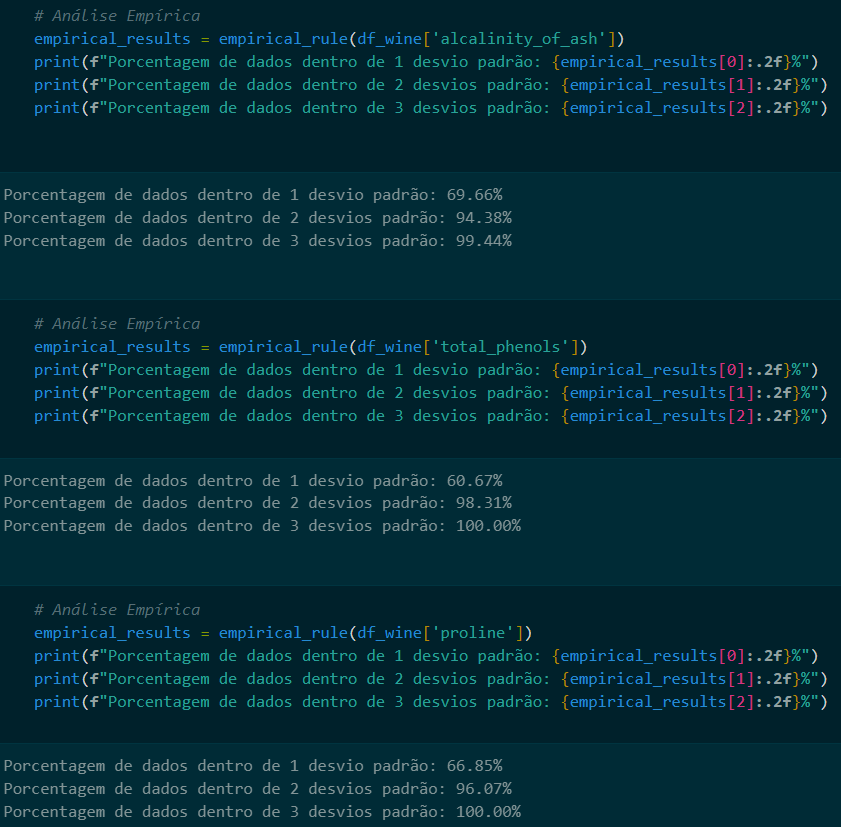 # Análise Empírica
empirical_results = empirical_rule(df_wine['alcalinity_of_ash'])
print(f"Porcentagem de dados dentro de 1 desvio padrão: {empirical_results[0]:.2f}%")
print(f"Porcentagem de dados dentro de 2 desvios padrão: {empirical_results[1]:.2f}%")
print(f"Porcentagem de dados dentro de 3 desvios padrão: {empirical_results[2]:.2f}%")
Porcentagem de dados dentro de 1 desvio padrão: 69.66%
Porcentagem de dados dentro de 2 desvios padrão: 94.38%
Porcentagem de dados dentro de 3 desvios padrão: 99.44%
# Análise Empírica
empirical_results = empirical_rule(df_wine['total_phenols'])
print(f"Porcentagem de dados dentro de 1 desvio padrão: {empirical_results[0]:.2f}%")
print(f"Porcentagem de dados dentro de 2 desvios padrão: {empirical_results[1]:.2f}%")
print(f"Porcentagem de dados dentro de 3 desvios padrão: {empirical_results[2]:.2f}%")
Porcentagem de dados dentro de 1 desvio padrão: 60.67%
Porcentagem de dados dentro de 2 desvios padrão: 98.31%
Porcentagem de dados dentro de 3 desvios padrão: 100.00%
# Análise Empírica
empirical_results = empirical_rule(df_wine['proline'])
print(f"Porcentagem de dados dentro de 1 desvio padrão: {empirical_results[0]:.2f}%")
print(f"Porcentagem de dados dentro de 2 desvios padrão: {empirical_results[1]:.2f}%")
print(f"Porcentagem de dados dentro de 3 desvios padrão: {empirical_results[2]:.2f}%")
Porcentagem de dados dentro de 1 desvio padrão: 66.85%
Porcentagem de dados dentro de 2 desvios padrão: 96.07%
Porcentagem de dados dentro de 3 desvios padrão: 100.00%